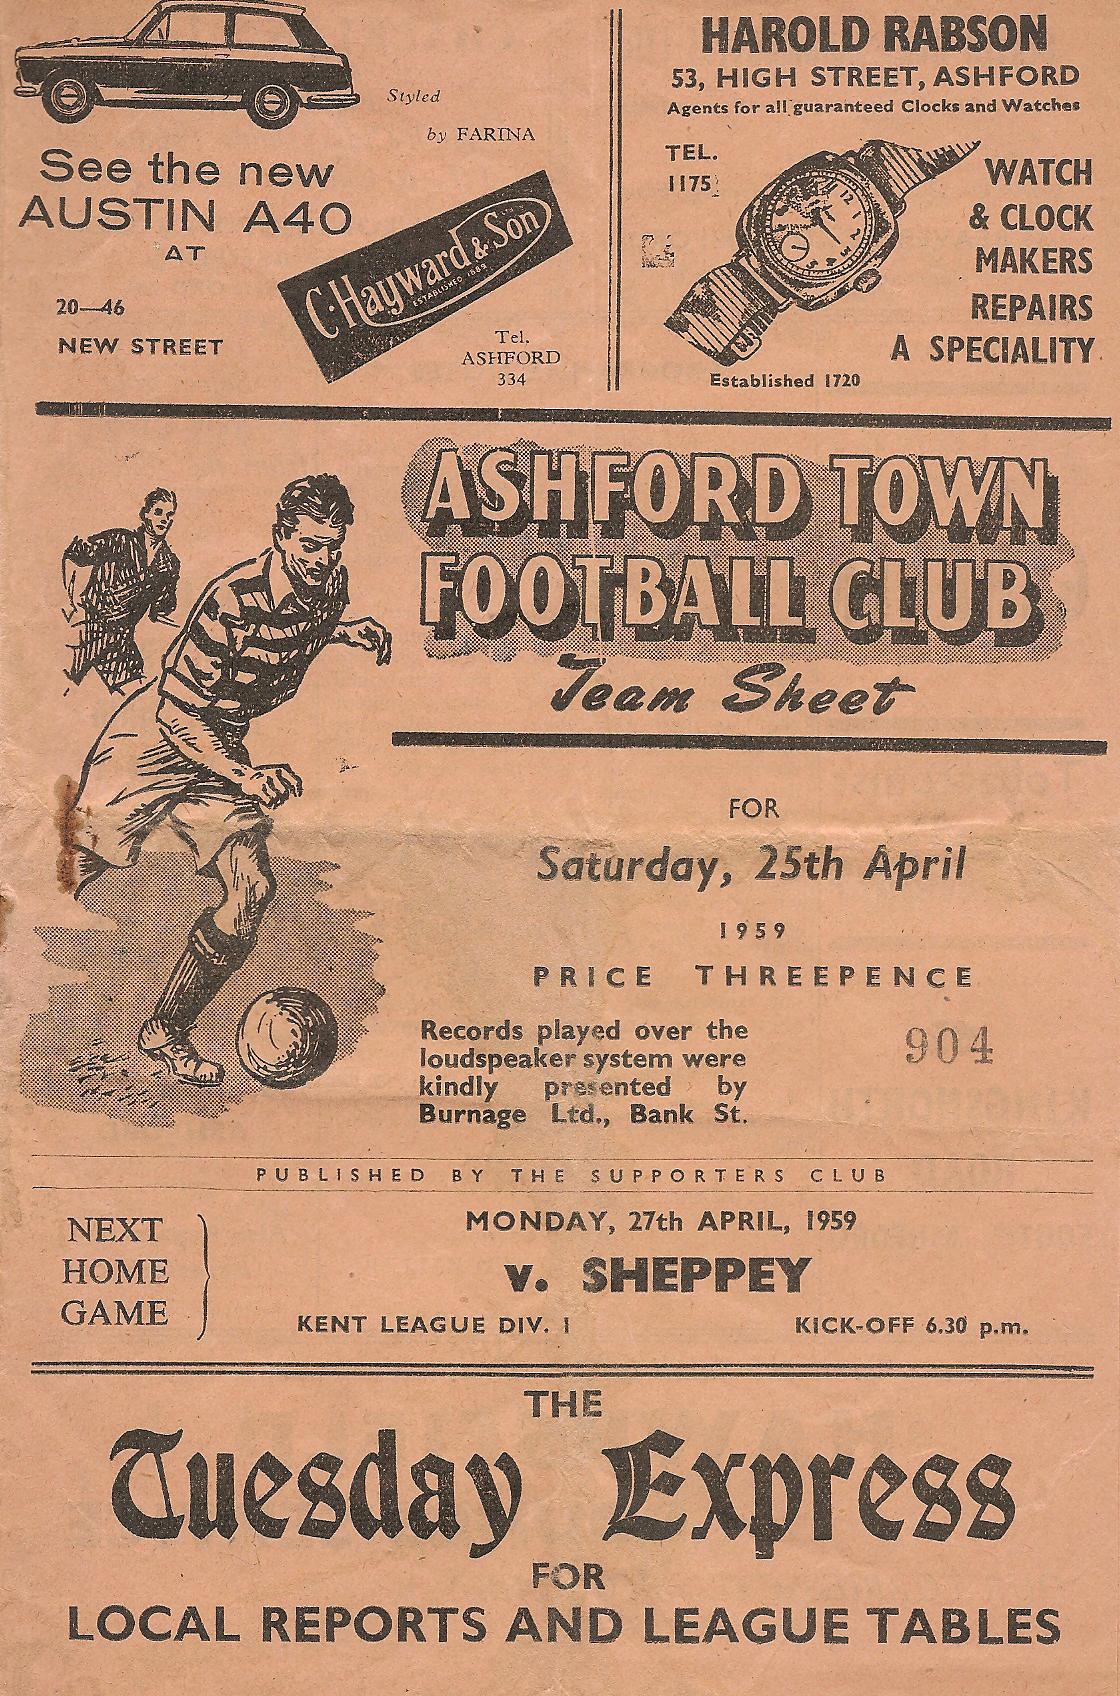 Styled
by FARINA
See the new
AUSTIN A40
AT
C. Hayward & Son
ESTABLISHED 1889
20—46
NEW STREET
Tel.
ASHFORD
334
HAROLD RABSON
53, HIGH STREET, ASHFORD
Agents for all guaranteed Clocks and Watches
TEL.
1175
WATCH
& CLOCK
MAKERS
REPAIRS
A SPECIALITY
Established 1720
ASHFORD TOWN
FOOTBALL CLUB
Team Sheet
FOR
Saturday, 25th April
1959
PRICE THREEPENCE
Records played over the
loudspeaker system were
kindly presented by
Burnage Ltd., Bank St.
904
PUBLISHED BY THE SUPPORTERS CLUB
NEXT
HOME
GAME
MONDAY, 27th APRIL, 1959
v. SHEPPEY
KENT LEAGUE DIV. I
KICK-OFF 6.30 p.m.
THE
Tuesday Express
FOR
LOCAL REPORTS AND LEAGUE TABLES